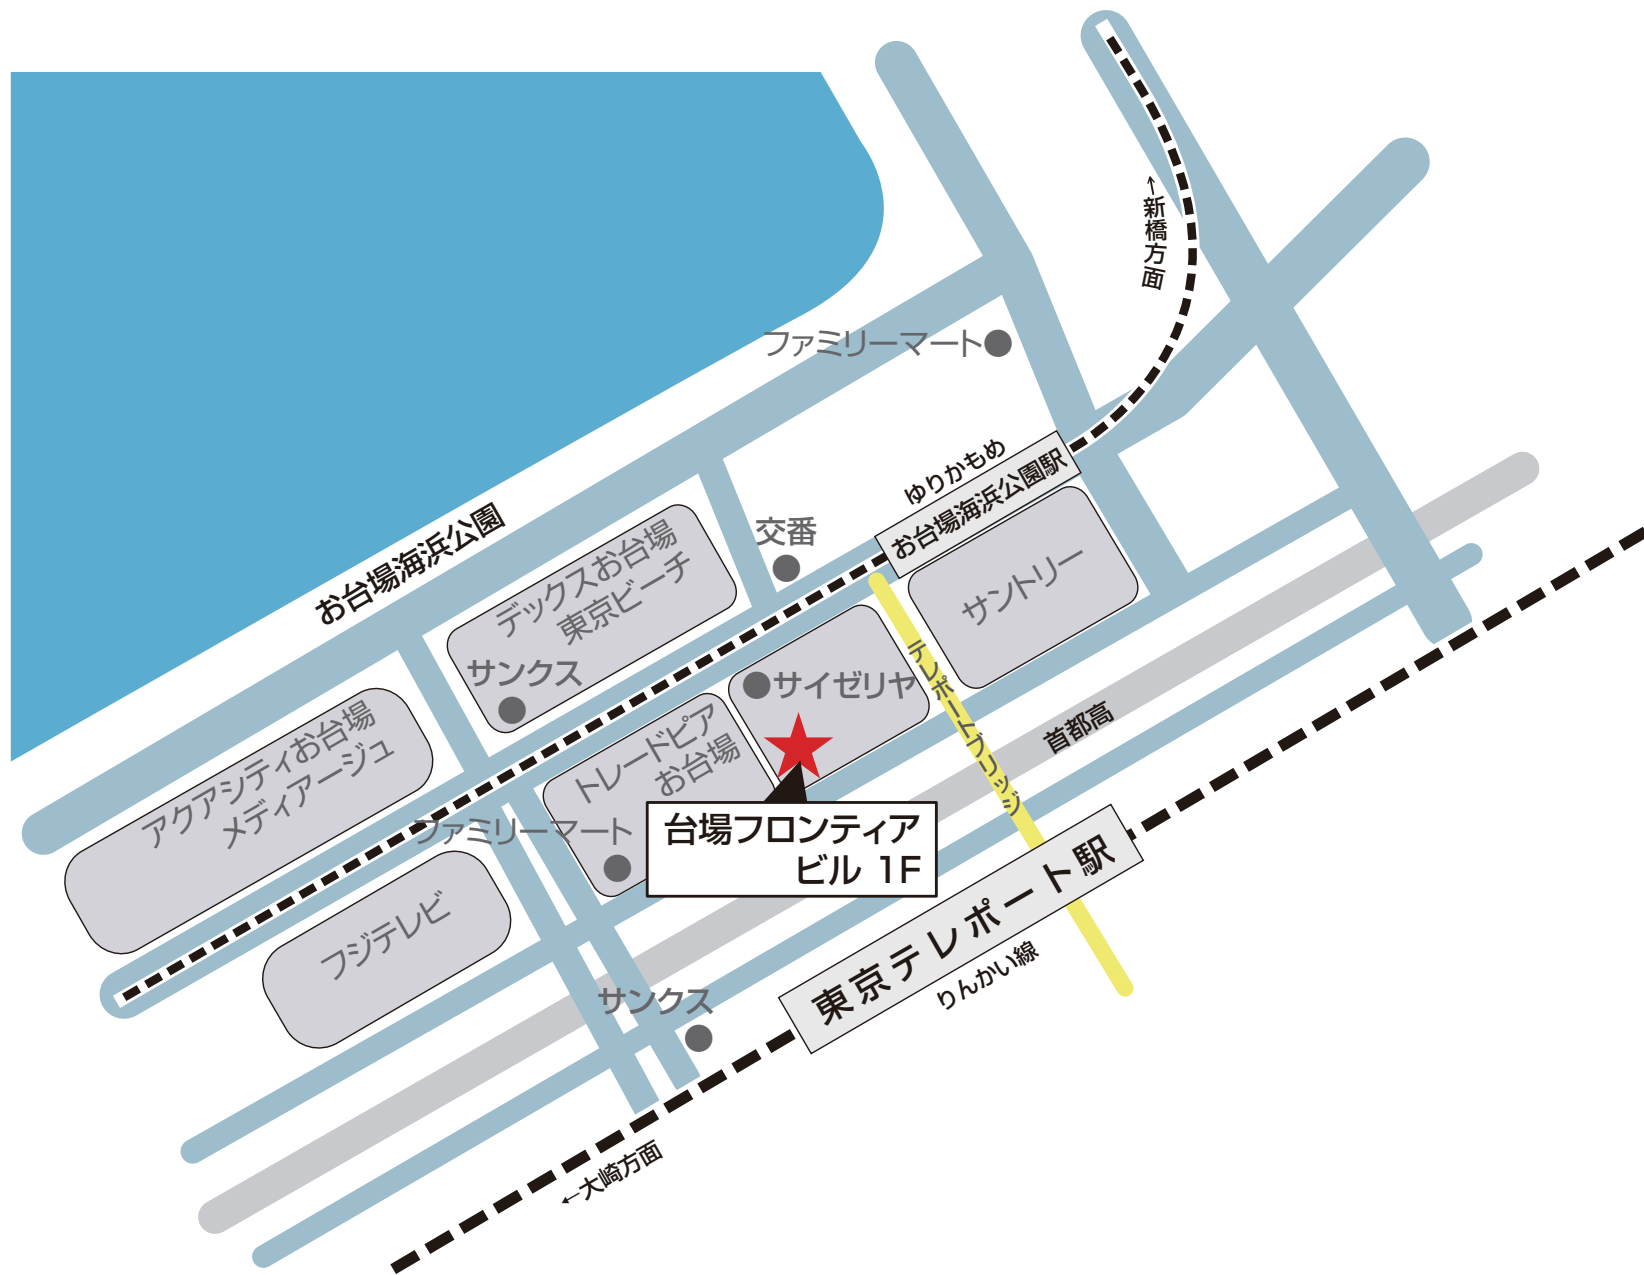 ←新橋方面
ファミリーマート
ゆりかもめ
お台場海浜公園駅
お台場海浜公園
交番
デックスお台場
東京ビーチ
サントリー
サンクス
サイゼリヤ
テレポートブリッジ
アクアシティお台場
メディアージュ
トレードピア
お台場
首都高
ファミリーマート
台場フロンティア
ビル 1F
フジテレビ
東京テレポート駅
りんかい線
サンクス
←大崎方面